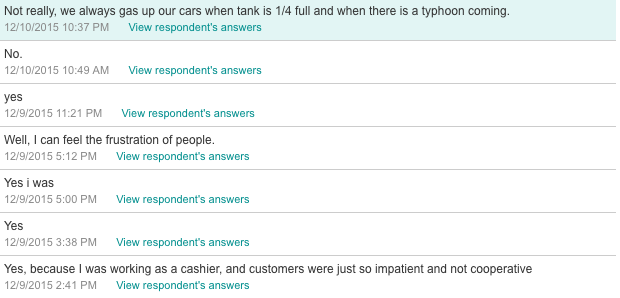 Not really, we always gas up our cars when tank is 1/4 full and when there is a typhoon coming.
12/10/2015 10:37 PM View respondent's answers
No.
12/10/2015 10:49 AM View respondent's answers
yes
12/9/2015 11:21 PM View respondent's answers
Well, I can feel the frustration of people.
12/9/2015 5:12 PM View respondent's answers
Yes i was
12/9/2015 5:00 PM View respondent's answers
Yes
12/9/2015 3:38 PM View respondent's answers
Yes, because I was working as a cashier, and customers were just so impatient and not cooperative
12/9/2015 2:41 PM View respondent's answers